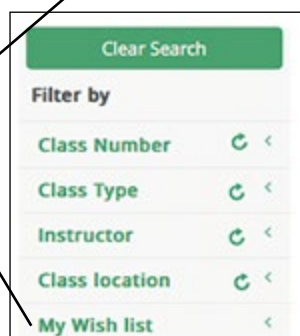 Clear Search
Filter by
Class Number
Class Type
Instructor
Class location
My Wish list